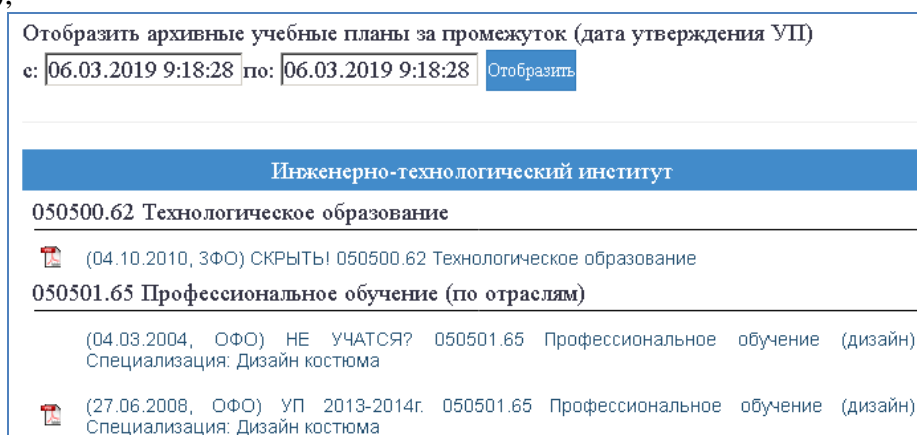 Отобразить архивные учебные планы за промежуток (дата утверждения УП)
с: 06.03.2019 9:18:28 по: 06.03.2019 9:18:28 Отобразить
Инженерно-технологический институт
050500.62 Технологическое образование
(04.10.2010, ЗФО) СКРЫТЬ! 050500.62 Технологическое образование
050501.65 Профессиональное обучение (по отраслям)
(04.03.2004, ОФО) НЕ УЧАТСЯ? 050501.65 Профессиональное обучение (дизайн)
Специализация: Дизайн костюма
(27.06.2008, ОФО) УП 2013-2014г. 050501.65 Профессиональное обучение (дизайн)
Специализация: Дизайн костюма